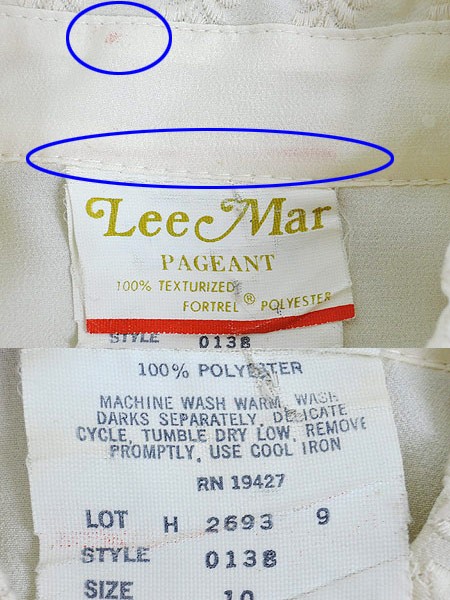 Lee Mar
PAGEANT
100% TEXTURIZED
FORTREL ® POLYESTER
STYLE 0138
100% POLYESTER
MACHINE WASH WARM, WASH
DARKS SEPARATELY, DELICATE
CYCLE, TUMBLE DRY LOW, REMOVE
PROMPTLY, USE COOL IRON
RN 19427
LOT H 2693 9
STYLE 0138
SIZE 10